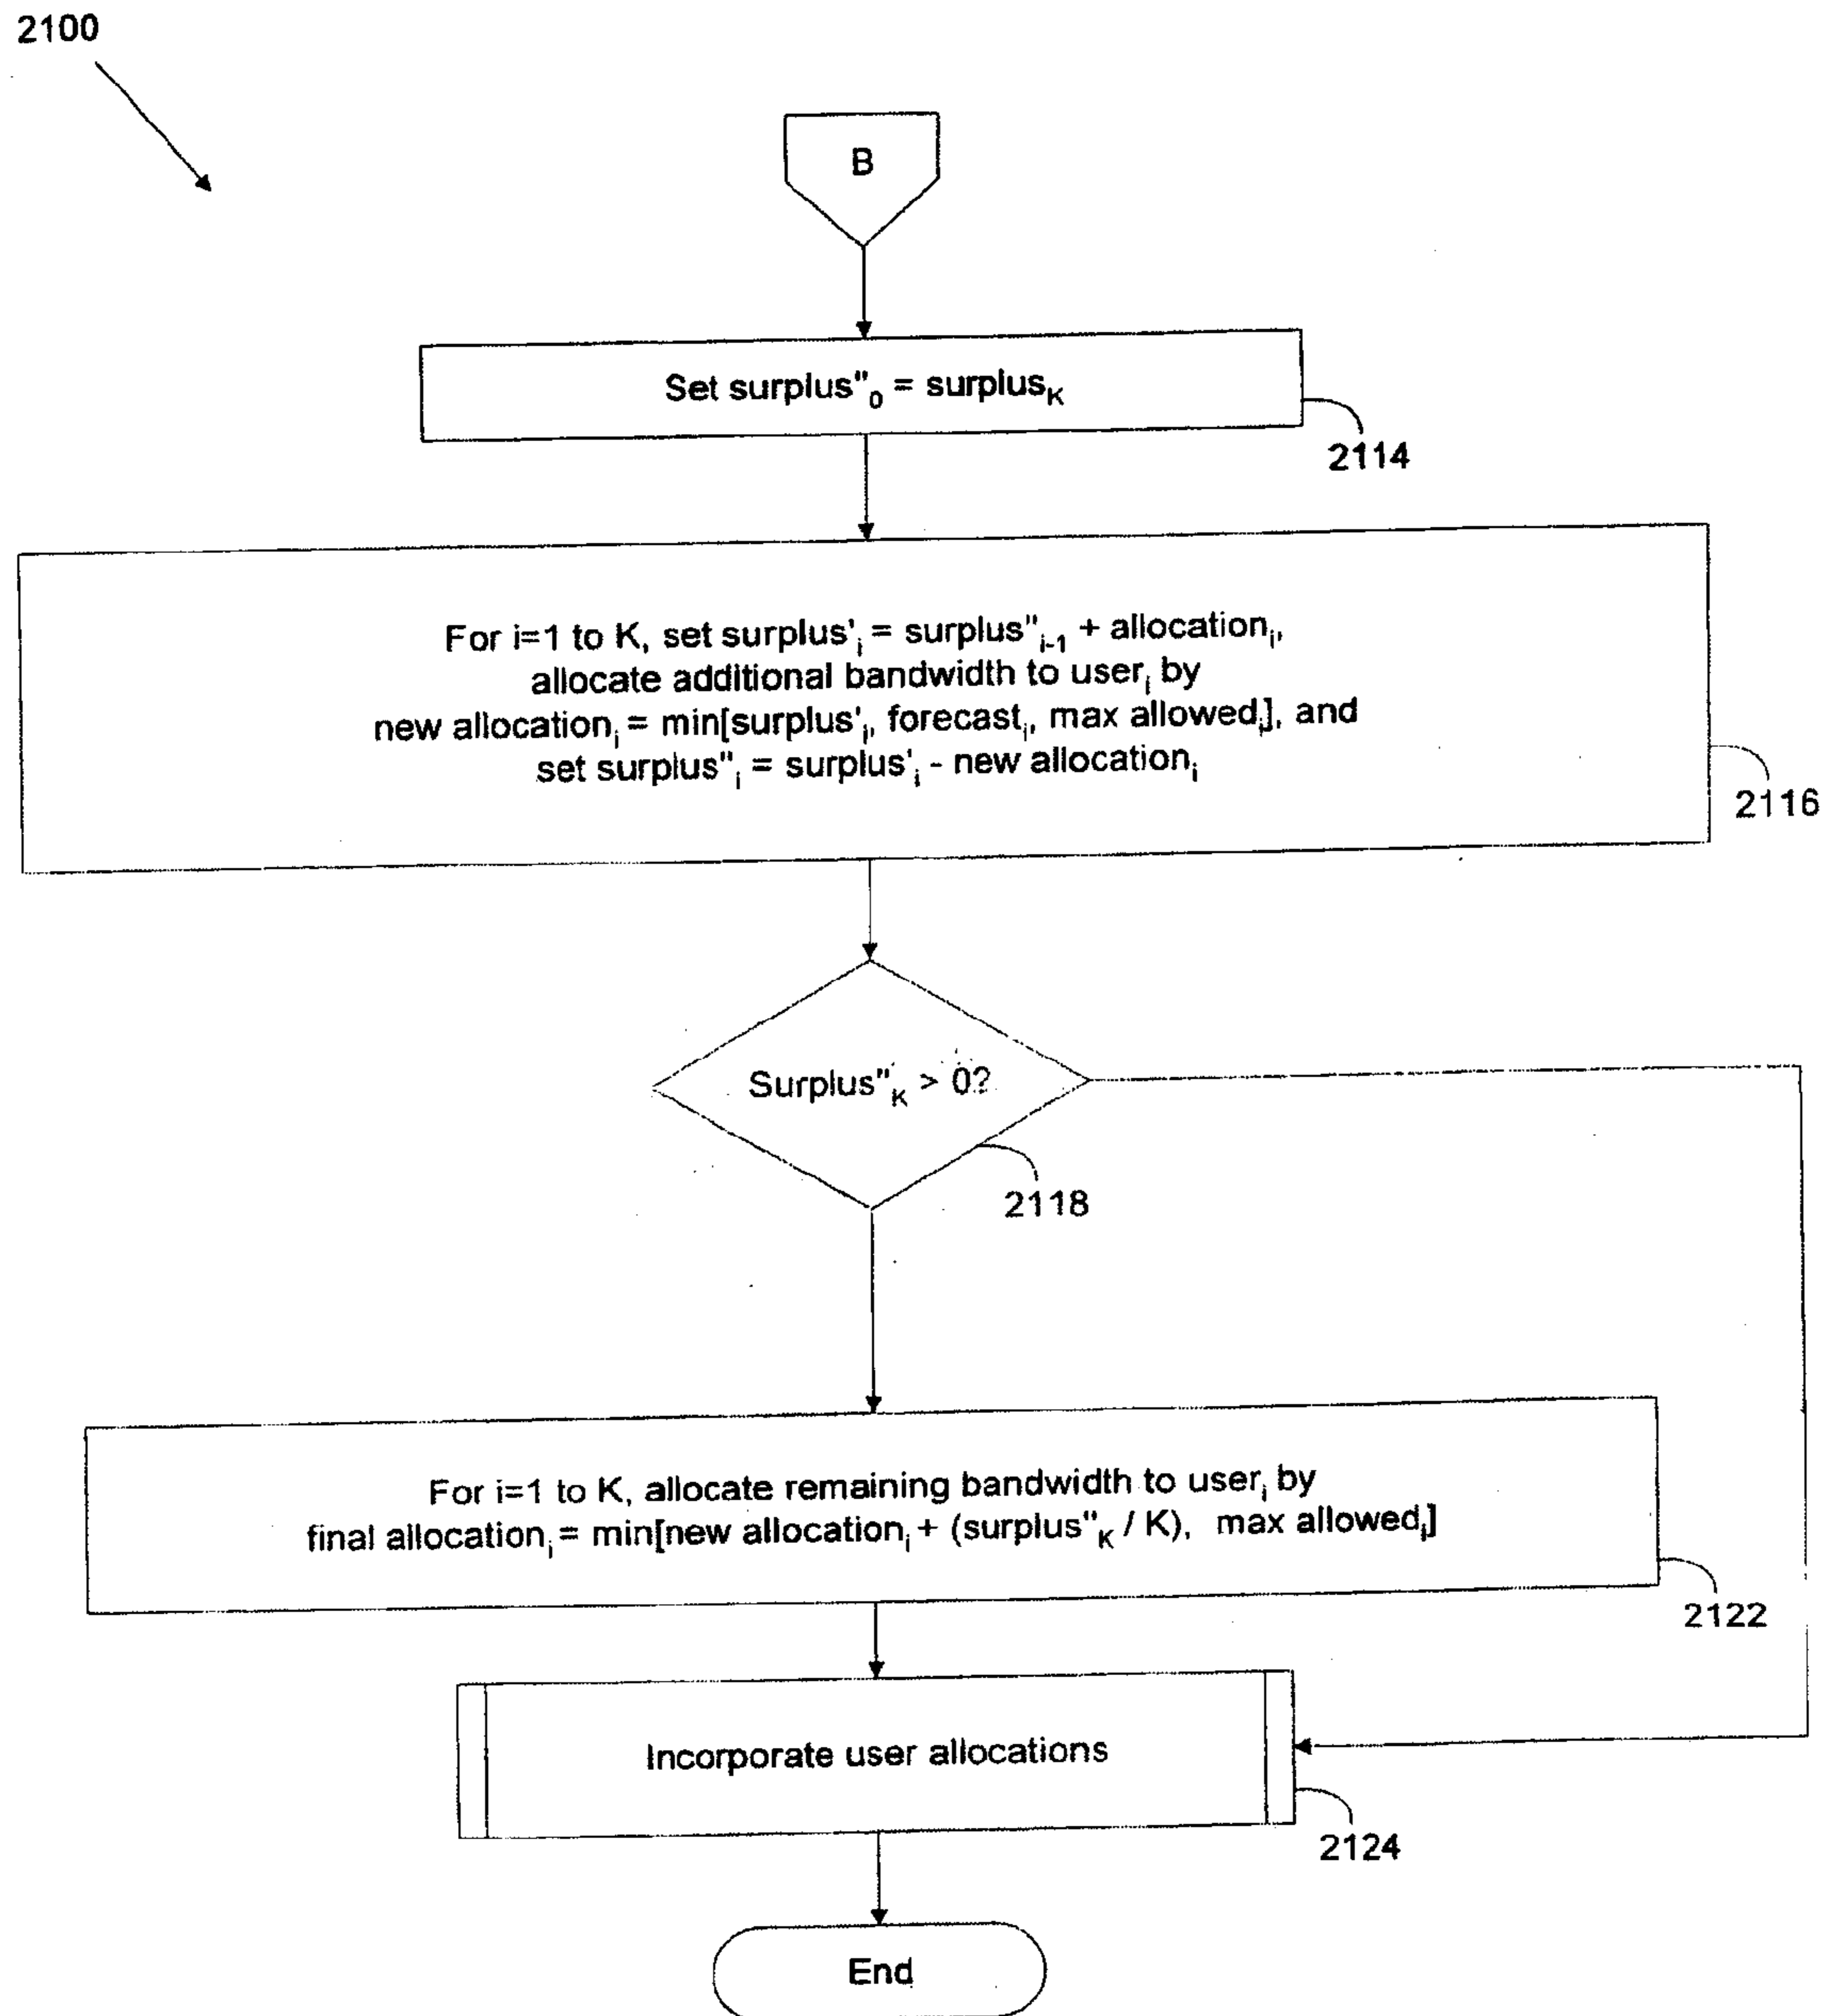 2100
B
Set surplus"₀ = surplus_K
2114
For i=1 to K, set surplus'ᵢ = surplus"ᵢ₋₁ + allocationᵢ,
allocate additional bandwidth to userᵢ by
new allocationᵢ = min[surplus'ᵢ, forecastᵢ, max allowedᵢ], and
set surplus"ᵢ = surplus'ᵢ - new allocationᵢ
2116
Surplus"_K > 0?
2118
For i=1 to K, allocate remaining bandwidth to userᵢ by
final allocationᵢ = min[new allocationᵢ + (surplus"_K / K), max allowedᵢ]
2122
Incorporate user allocations
2124
End